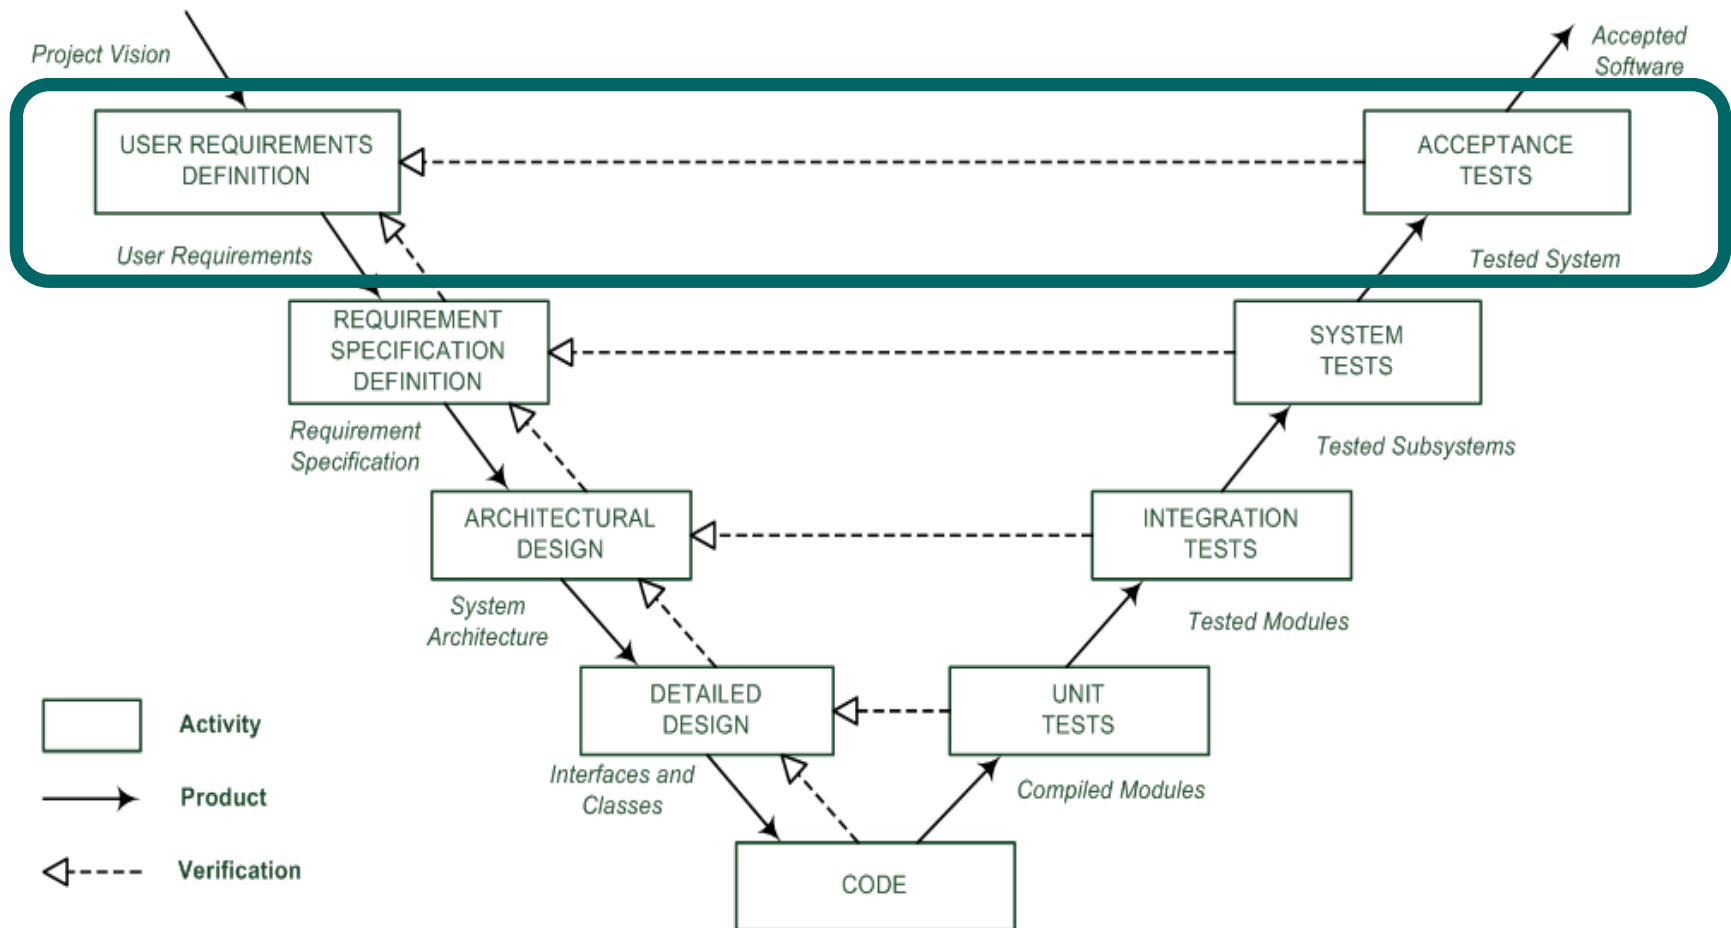 Project Vision
Accepted
Software
USER REQUIREMENTS
DEFINITION
ACCEPTANCE
TESTS
User Requirements
Tested System
REQUIREMENT
SPECIFICATION
DEFINITION
SYSTEM
TESTS
Requirement
Specification
Tested Subsystems
ARCHITECTURAL
DESIGN
INTEGRATION
TESTS
System
Architecture
Tested Modules
DETAILED
DESIGN
UNIT
TESTS
Interfaces and
Classes
Compiled Modules
CODE
Activity
Product
Verification